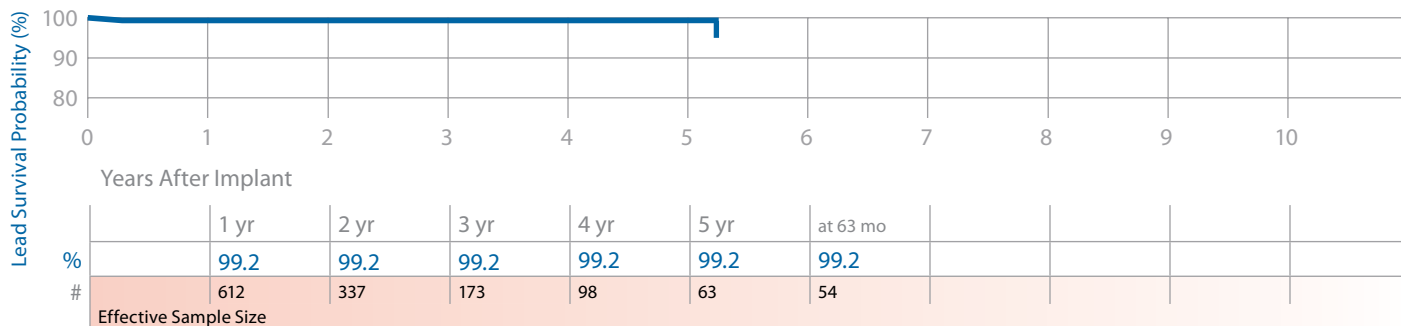 Lead Survival Probability (%)
100
90
80
0 1 2 3 4 5 6 7 8 9 10
Years After Implant
1 yr 2 yr 3 yr 4 yr 5 yr at 63 mo
% 99.2 99.2 99.2 99.2 99.2 99.2
# 612 337 173 98 63 54
Effective Sample Size